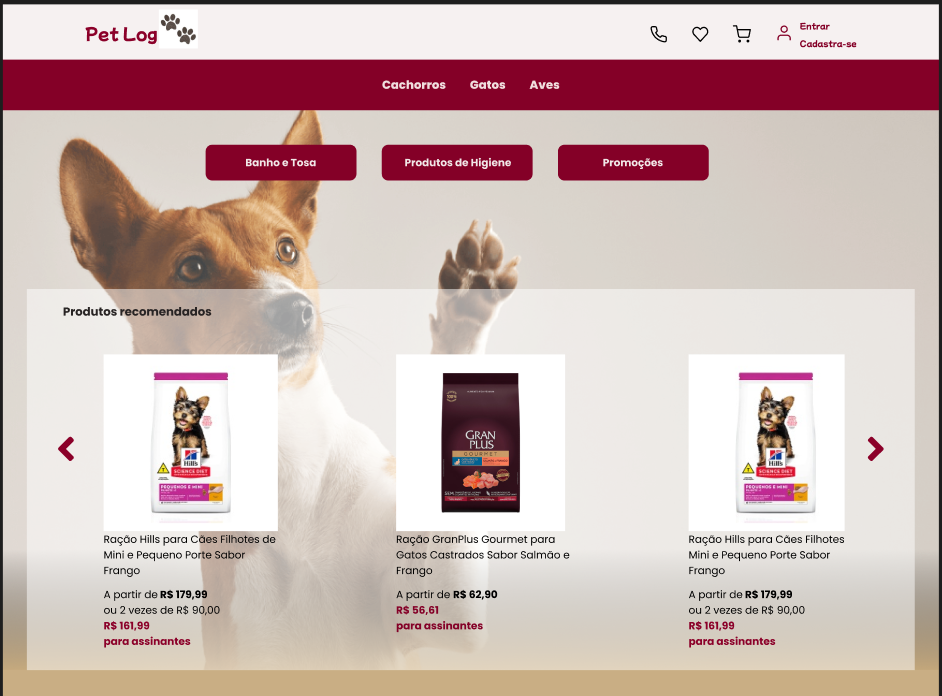 Pet Log
Entrar
Cadastra-se
Cachorros Gatos Aves
Banho e Tosa Produtos de Higiene Promoções
Produtos recomendados
Hill's
SCIENCE DIET
PEQUENOS E MINI
GRAN
PLUS
GOURMET
Hill's
SCIENCE DIET
PEQUENOS E MINI
Ração Hills para Cães Filhotes de
Mini e Pequeno Porte Sabor
Frango
A partir de R$ 179,99
ou 2 vezes de R$ 90,00
R$ 161,99
para assinantes
Ração GranPlus Gourmet para
Gatos Castrados Sabor Salmão e
Frango
A partir de R$ 62,90
R$ 56,61
para assinantes
Ração Hills para Cães Filhotes
Mini e Pequeno Porte Sabor
Frango
A partir de R$ 179,99
ou 2 vezes de R$ 90,00
R$ 161,99
para assinantes